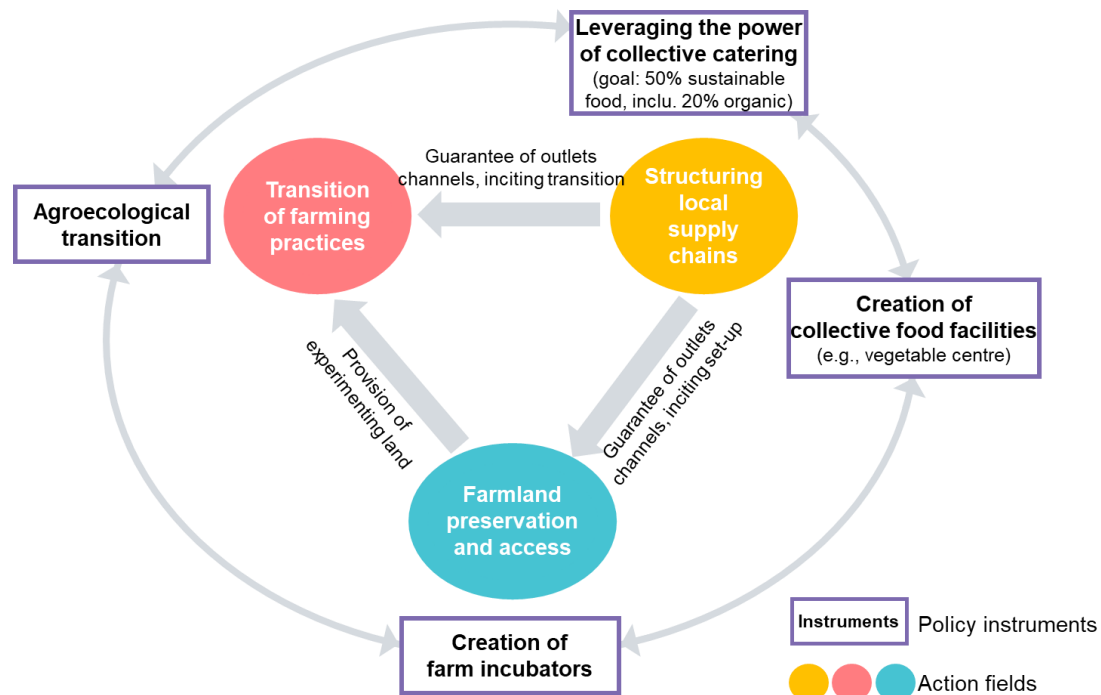 Leveraging the power
of collective catering
(goal: 50% sustainable
food, inclu. 20% organic)
Guarantee of outlets
channels, inciting transition
Transition
of farming
practices
Structuring
local
supply
chains
Agroecological
transition
Creation of
collective food facilities
(e.g., vegetable centre)
Provision of
experimenting land
Guarantee of outlets
channels, inciting set-up
Farmland
preservation
and access
Creation of
farm incubators
Instruments
Policy instruments
Action fields